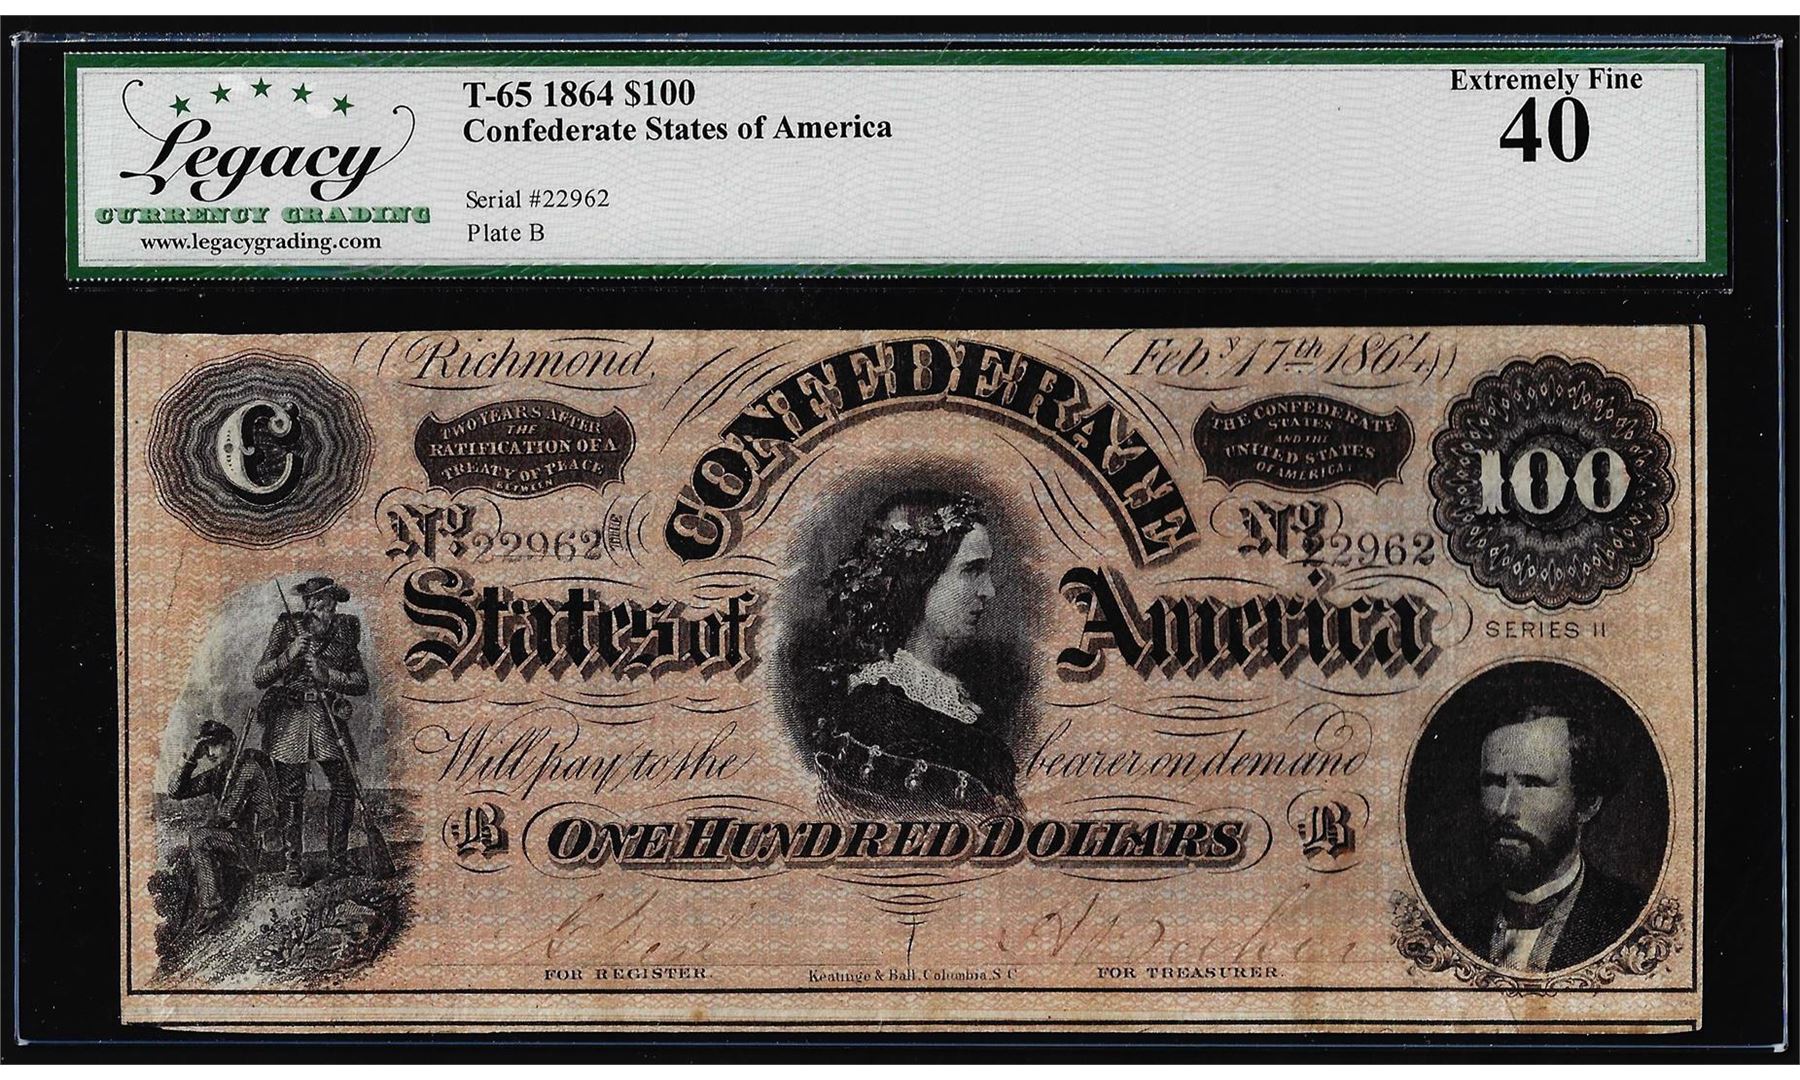 Legacy
CURRENCY GRADING
www.legacygrading.com
T-65 1864 $100
Confederate States of America
Serial #22962
Plate B
Extremely Fine
40
Richmond,
Feb.y 17th 1864
C
TWO YEARS AFTER
THE
RATIFICATION OF A
TREATY OF PEACE
BETWEEN
THE CONFEDERATE
STATES
AND THE
UNITED STATES
OF AMERICA
100
CONFEDERATE
No. 22962
No. 22962
States of America
SERIES II
Will pay to the bearer on demand
B ONE HUNDRED DOLLARS B
FOR REGISTER.
Keatinge & Ball, Columbia, S.C.
FOR TREASURER.